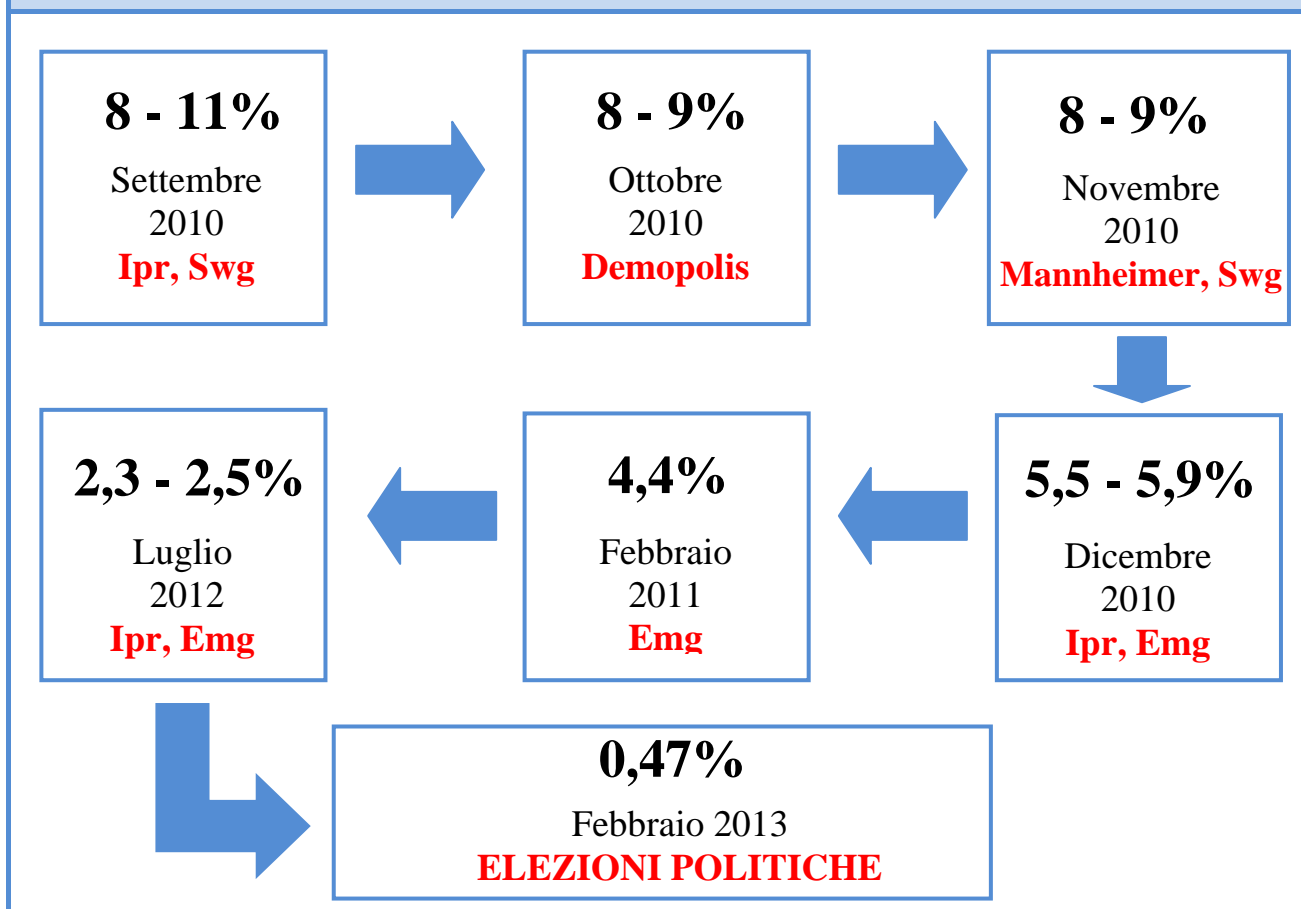 8 - 11%
Settembre
2010
Ipr, Swg
8 - 9%
Ottobre
2010
Demopolis
8 - 9%
Novembre
2010
Mannheimer, Swg
5,5 - 5,9%
Dicembre
2010
Ipr, Emg
4,4%
Febbraio
2011
Emg
2,3 - 2,5%
Luglio
2012
Ipr, Emg
0,47%
Febbraio 2013
ELEZIONI POLITICHE